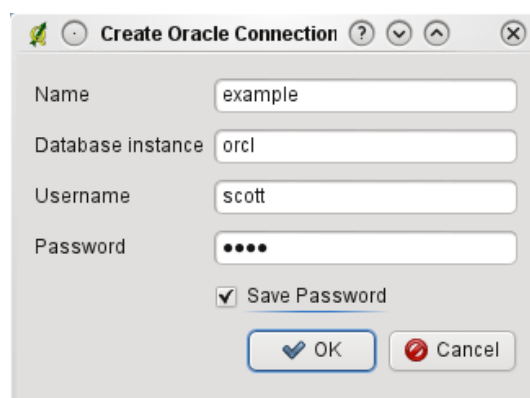 Create Oracle Connection
Name example
Database instance orcl
Username scott
Password ••••
Save Password
OK Cancel